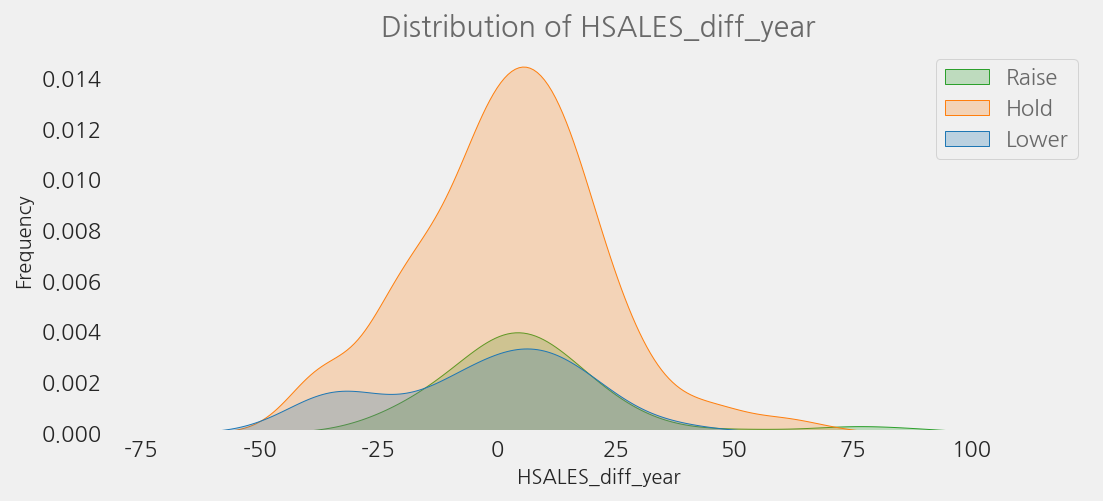 Distribution of HSALES_diff_year
Raise
Hold
Lower
0.014
0.012
0.010
0.008
0.006
0.004
0.002
0.000
Frequency
-75 -50 -25 0 25 50 75 100
HSALES_diff_year